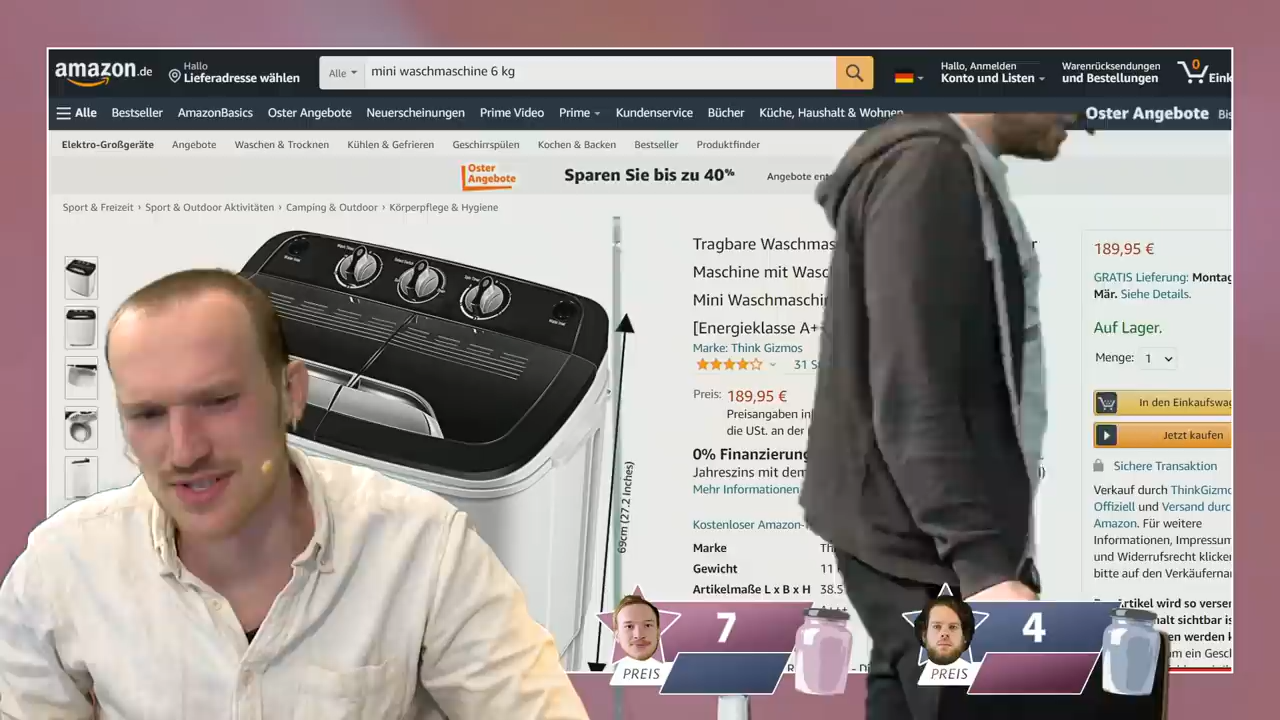 amazon.de
Hallo
Lieferadresse wählen
Alle
mini waschmaschine 6 kg
Hallo, Anmelden
Konto und Listen
Warenrücksendungen
und Bestellungen
0
Eink
Alle
Bestseller
AmazonBasics
Oster Angebote
Neuerscheinungen
Prime Video
Prime
Kundenservice
Bücher
Küche, Haushalt & Wohnen
Oster Angebote
Bis
Elektro-Großgeräte
Angebote
Waschen & Trocknen
Kühlen & Gefrieren
Geschirrspülen
Kochen & Backen
Bestseller
Produktfinder
Oster
Angebote
Sparen Sie bis zu 40%
Angebote ent
Sport & Freizeit › Sport & Outdoor Aktivitäten › Camping & Outdoor › Körperpflege & Hygiene
69cm (27.2 Inches)
Tragbare Waschmas
Maschine mit Wasc
Mini Waschmaschin
[Energieklasse A+
Marke: Think Gizmos
31 St
Preis: 189,95 €
Preisangaben in
die USt. an der
0% Finanzierung
Jahreszins mit dem
Mehr Informationen
Kostenloser Amazon-
Marke Th
Gewicht 11
Artikelmaße L x B x H 38.5
189,95 €
GRATIS Lieferung: Montag
Mär. Siehe Details.
Auf Lager.
Menge: 1
In den Einkaufswag
Jetzt kaufen
Sichere Transaktion
Verkauf durch ThinkGizmo
Offiziell und Versand durc
Amazon. Für weitere
Informationen, Impressum
und Widerrufsrecht klicken
bitte auf den Verkäufernam
Artikel wird so verser
halt sichtbar is
en werden k
um ein Gesch
7
PREIS
4
PREIS